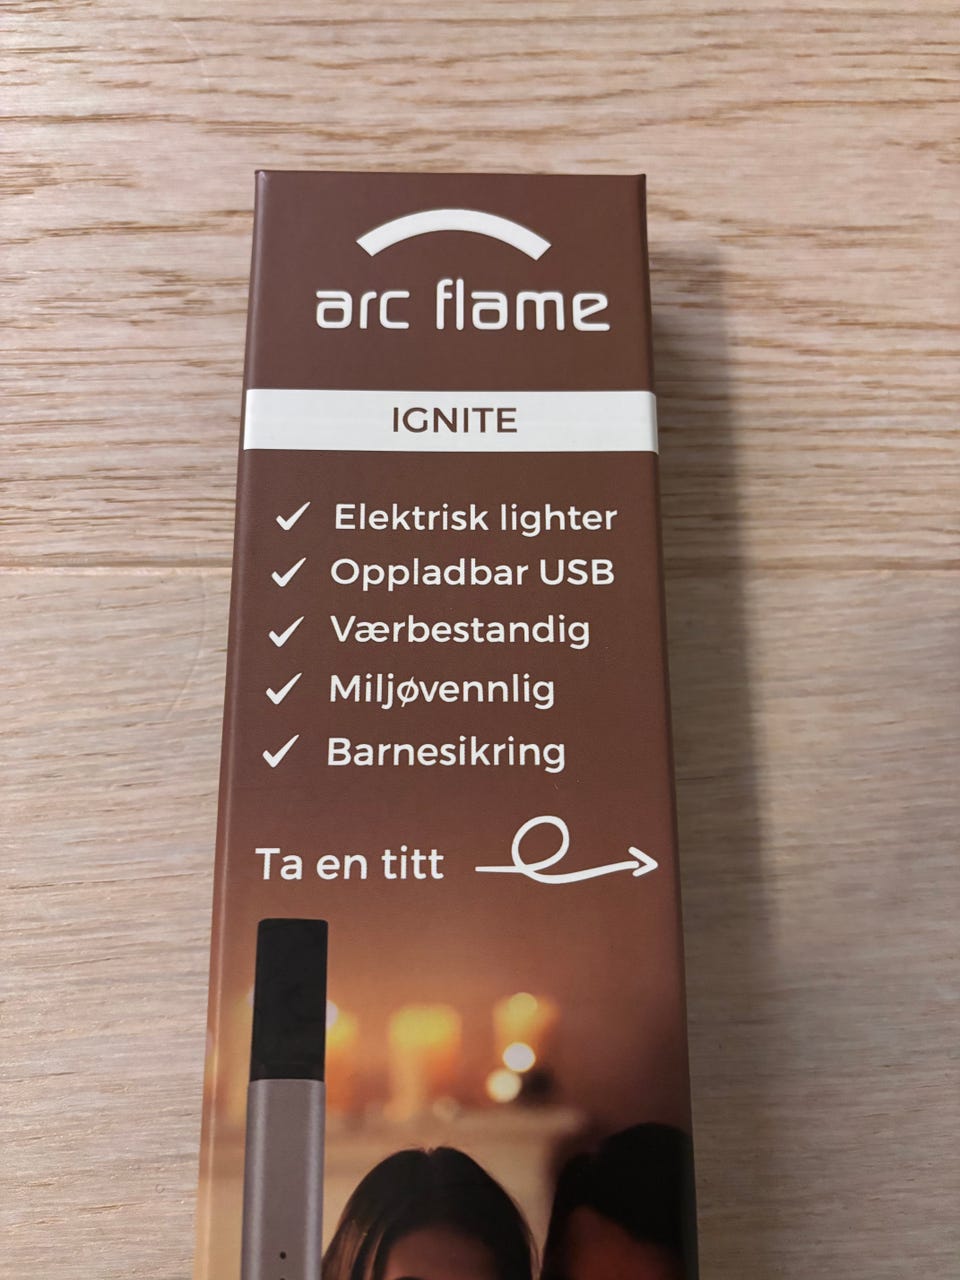 arc flame
IGNITE
Elektrisk lighter
Oppladbar USB
Værbestandig
Miljøvennlig
Barnesikring
Ta en titt